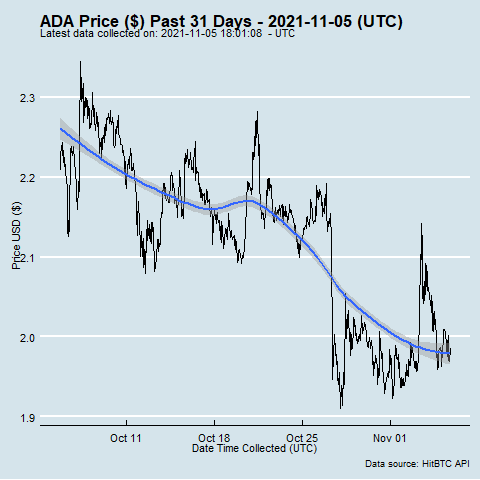 ADA Price ($) Past 31 Days - 2021-11-05 (UTC)
Latest data collected on: 2021-11-05 18:01:08 - UTC
Price USD ($)
2.3
2.2
2.1
2.0
1.9
Oct 11 Oct 18 Oct 25 Nov 01
Date Time Collected (UTC)
Data source: HitBTC API